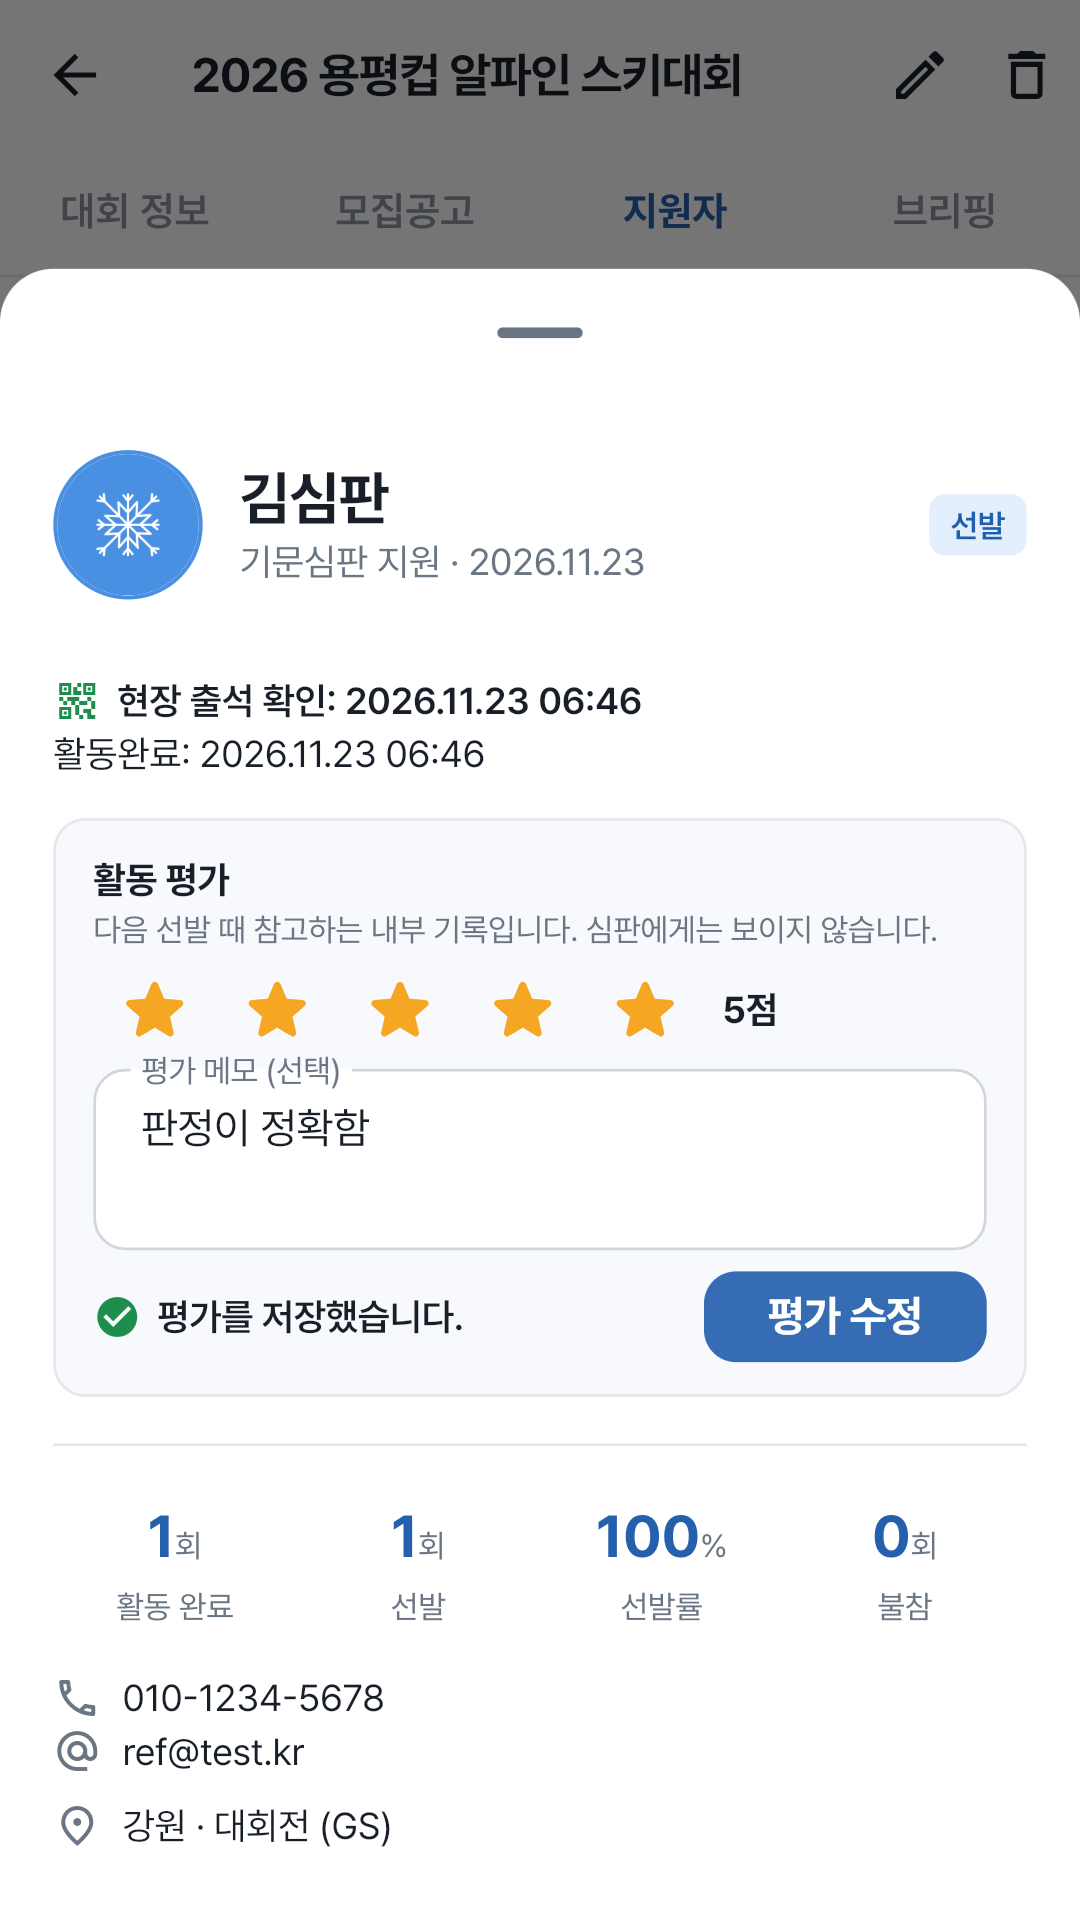 2026 용평컵 알파인 스키대회
대회 정보
모집공고
지원자
브리핑
김심판
선발
기문심판 지원 · 2026.11.23
현장 출석 확인: 2026.11.23 06:46
활동완료: 2026.11.23 06:46
활동 평가
다음 선발 때 참고하는 내부 기록입니다. 심판에게는 보이지 않습니다.
5점
평가 메모 (선택)
판정이 정확함
평가를 저장했습니다.
평가 수정
1회
활동 완료
1회
선발
100%
선발률
0회
불참
010-1234-5678
ref@test.kr
강원 · 대회전 (GS)